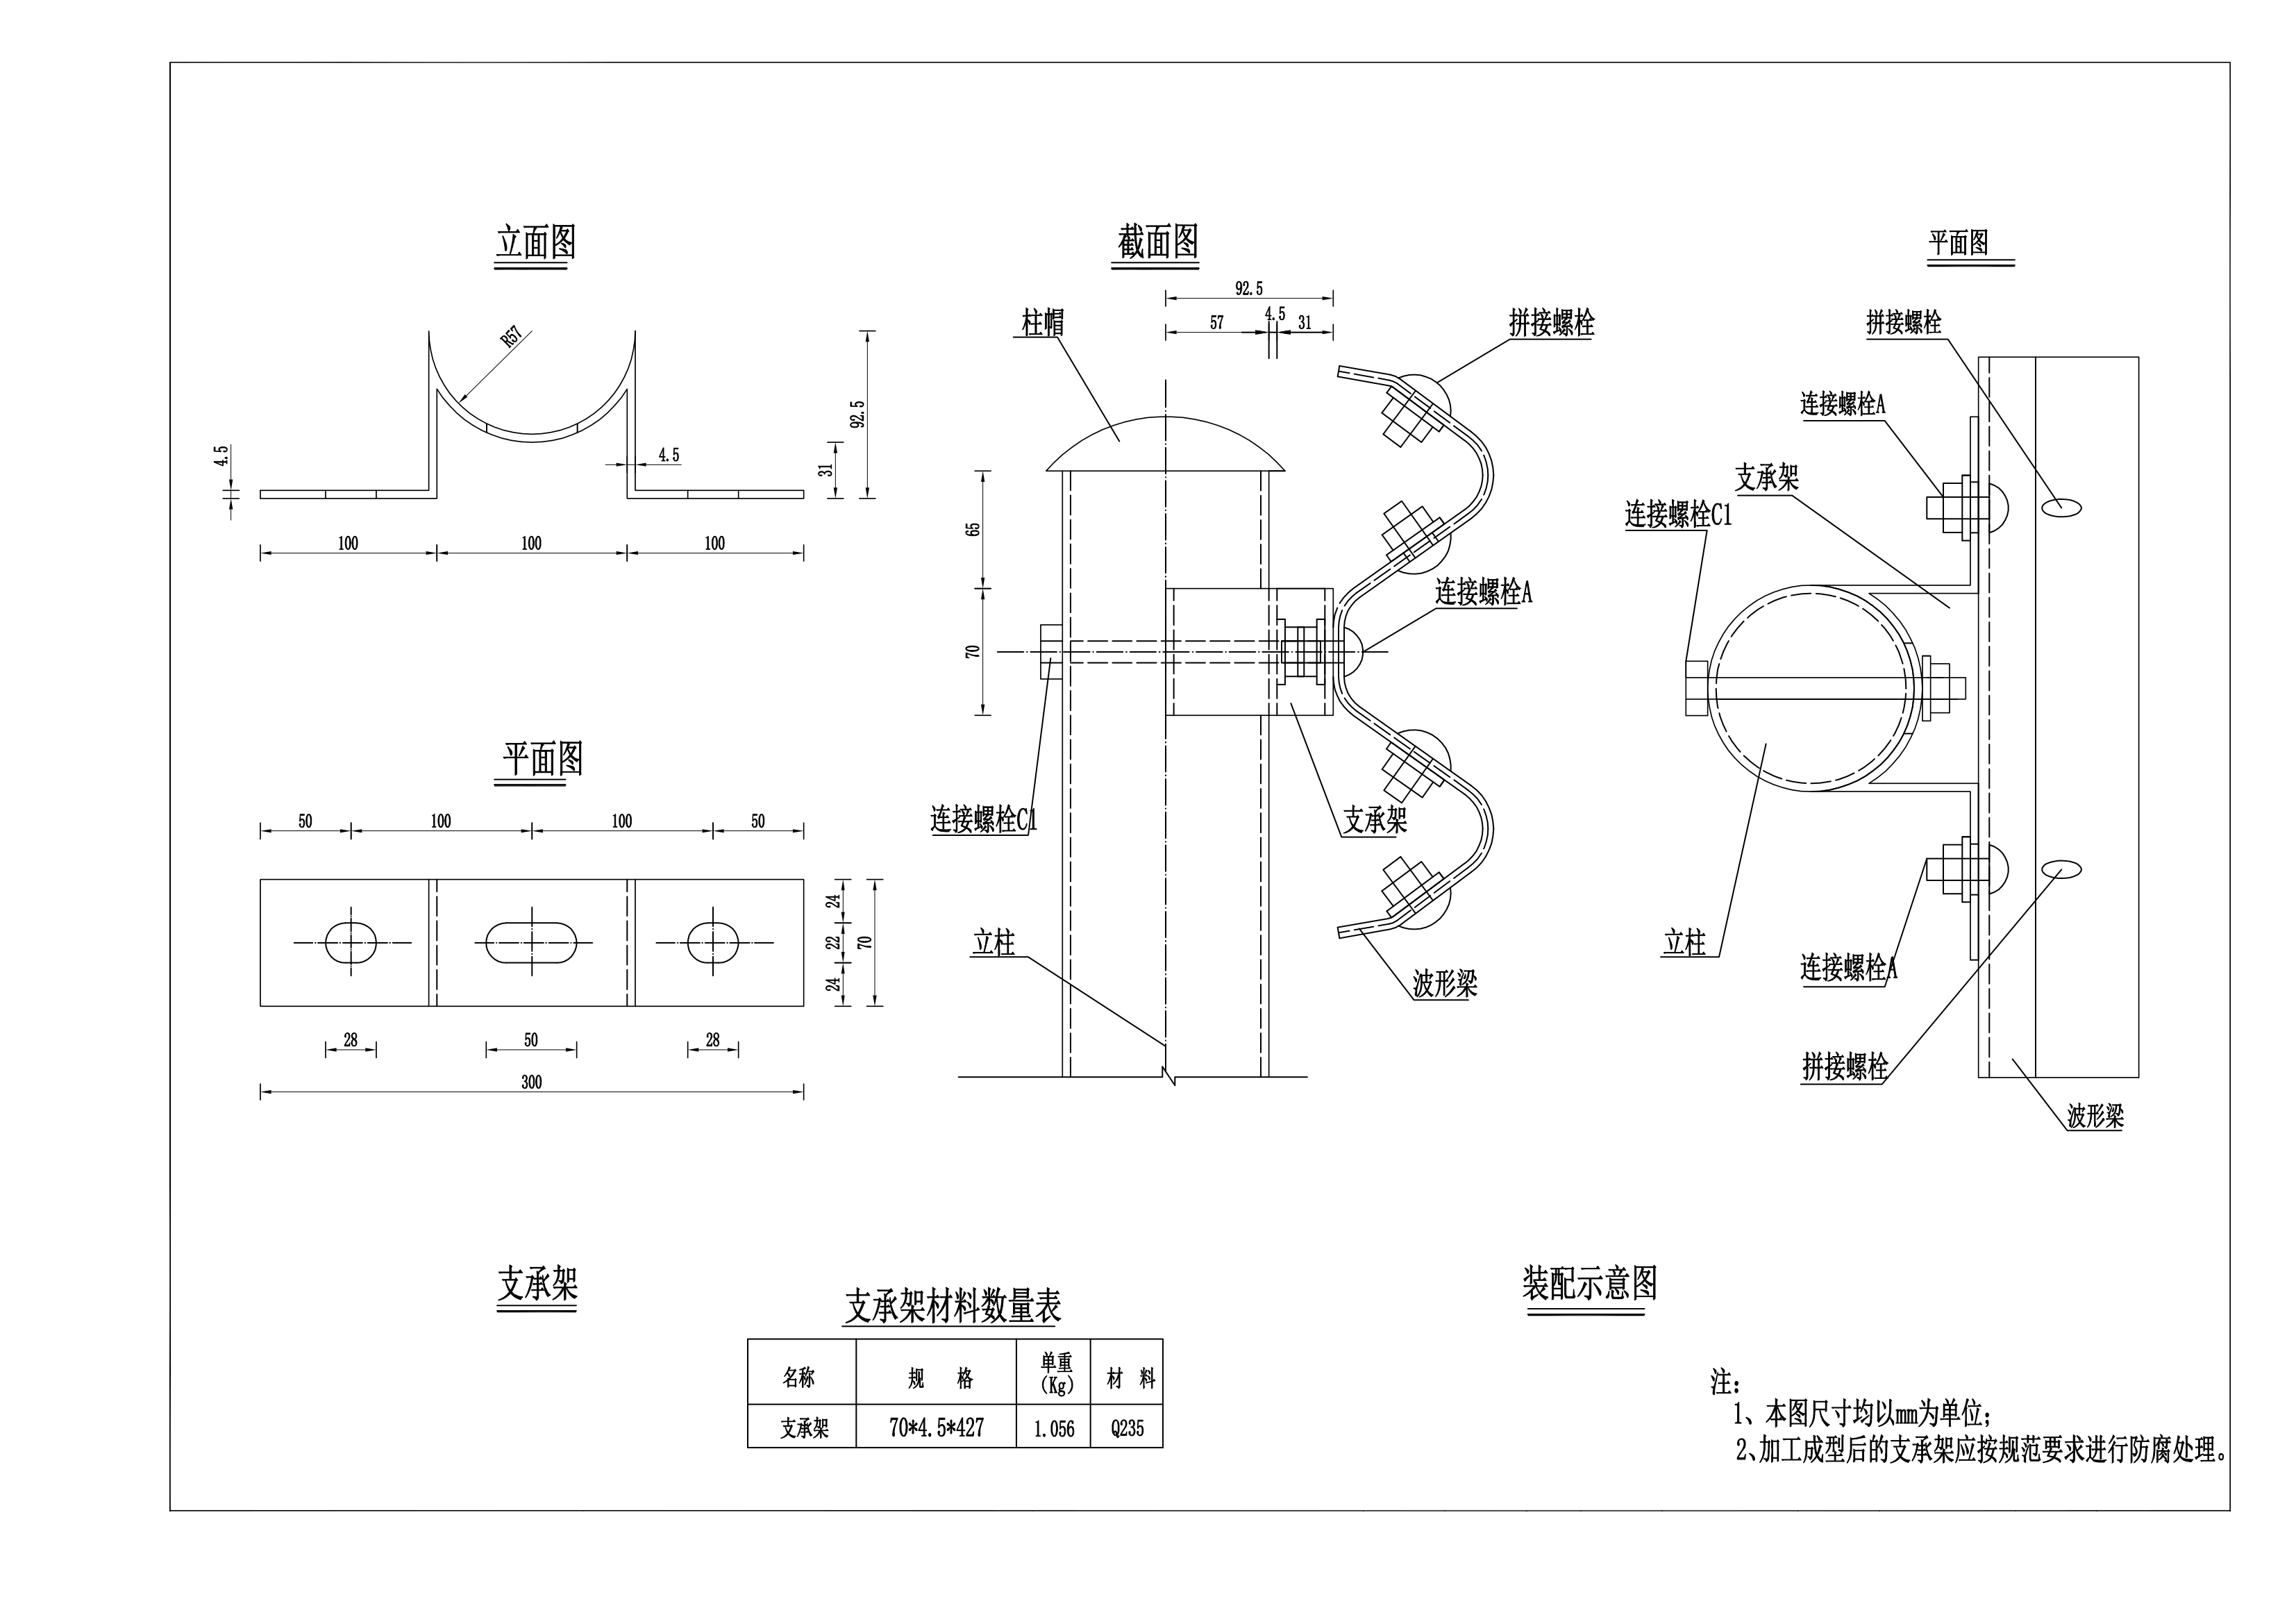 立面图
R57
92.5
31
4.5
4.5
100
100
100
平面图
50
100
100
50
24
22
24
70
28
50
28
300
支承架
截面图
92.5
57
4.5
31
柱帽
拼接螺栓
65
70
连接螺栓A
连接螺栓C1
支承架
立柱
波形梁
平面图
拼接螺栓
连接螺栓A
支承架
连接螺栓C1
立柱
连接螺栓A
拼接螺栓
波形梁
装配示意图
支承架材料数量表
名称 规 格 单重(Kg) 材 料
支承架 70*4.5*427 1.056 Q235
注:
1、本图尺寸均以mm为单位;
2、加工成型后的支承架应按规范要求进行防腐处理。